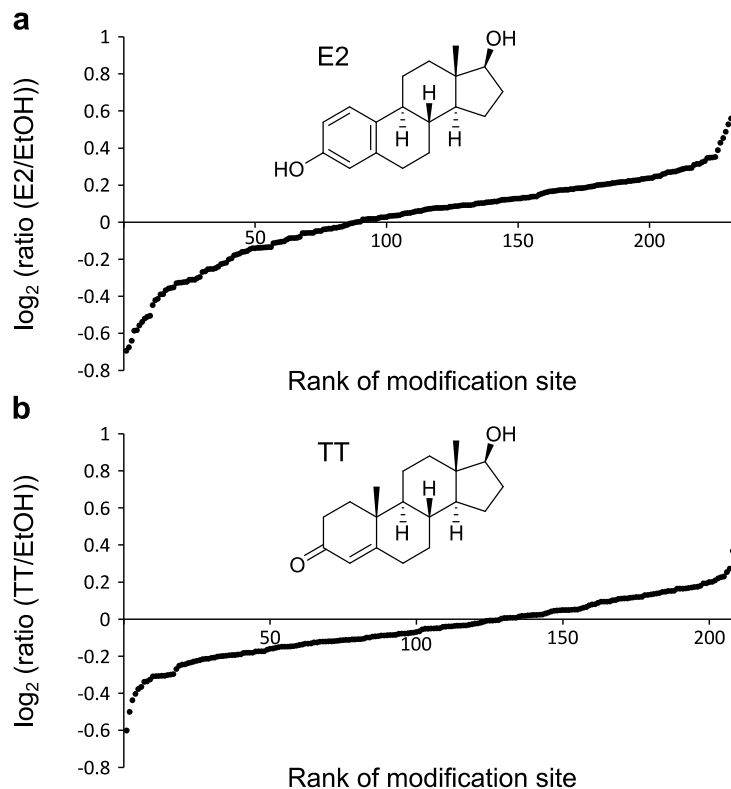 a
1
0.8
0.6
0.4
0.2
0
-0.2
-0.4
-0.6
-0.8
50
100
150
200
log2 (ratio (E2/EtOH))
E2
OH
H
H
H
HO
Rank of modification site
b
1
0.8
0.6
0.4
0.2
0
-0.2
-0.4
-0.6
-0.8
50
100
150
200
log2 (ratio (TT/EtOH))
TT
OH
H
H
H
O
Rank of modification site